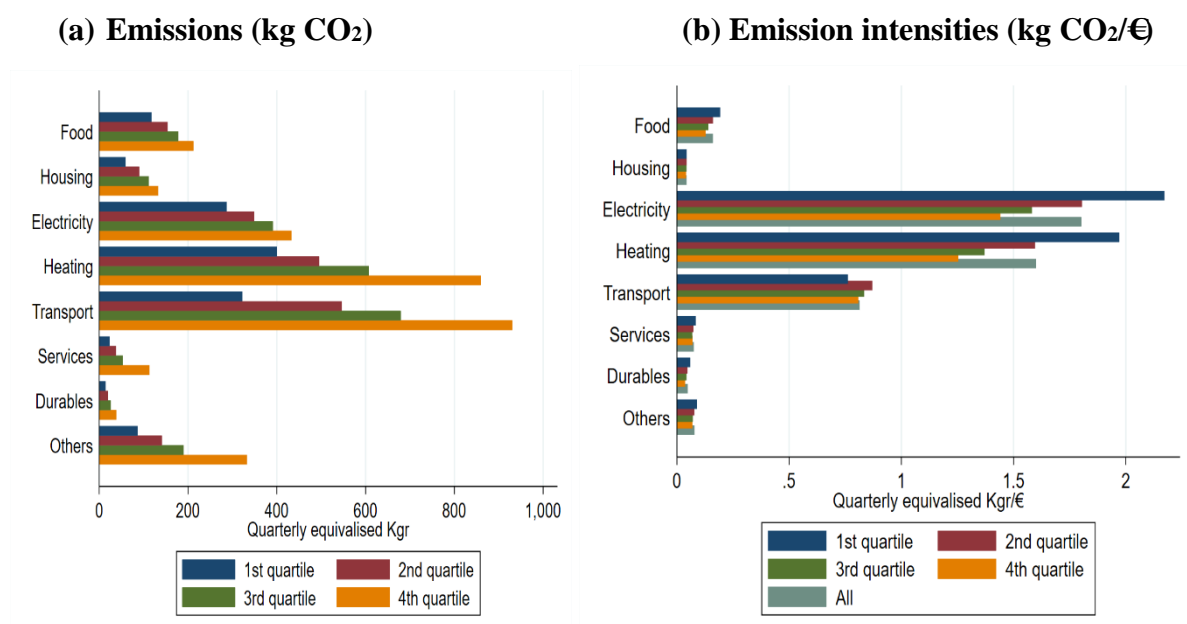 (a) Emissions (kg CO₂)
Food
Housing
Electricity
Heating
Transport
Services
Durables
Others
0 200 400 600 800 1,000
Quarterly equivalised Kgr
1st quartile 2nd quartile
3rd quartile 4th quartile
(b) Emission intensities (kg CO₂/€)
Food
Housing
Electricity
Heating
Transport
Services
Durables
Others
0 .5 1 1.5 2
Quarterly equivalised Kgr/€
1st quartile 2nd quartile
3rd quartile 4th quartile
All